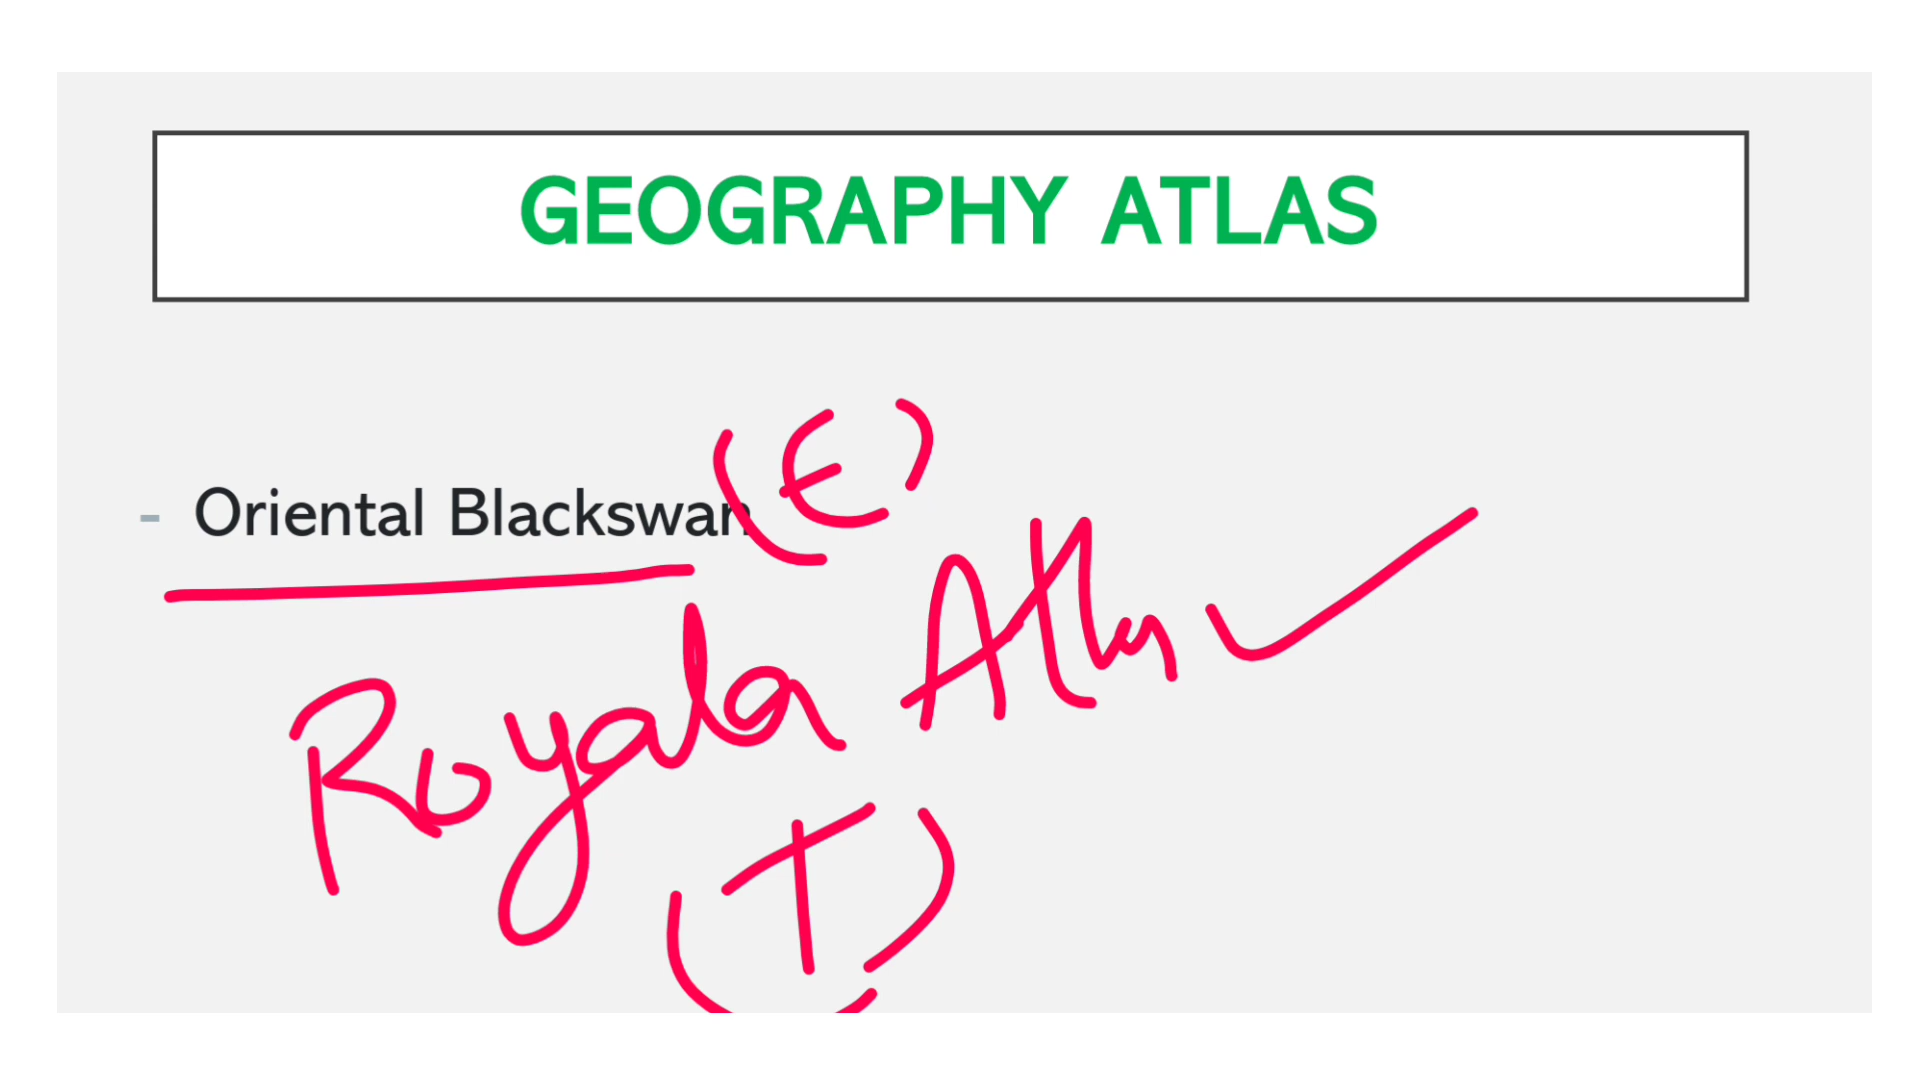 GEOGRAPHY ATLAS
- Oriental Blackswan (E)
Royala Atlas
(T)